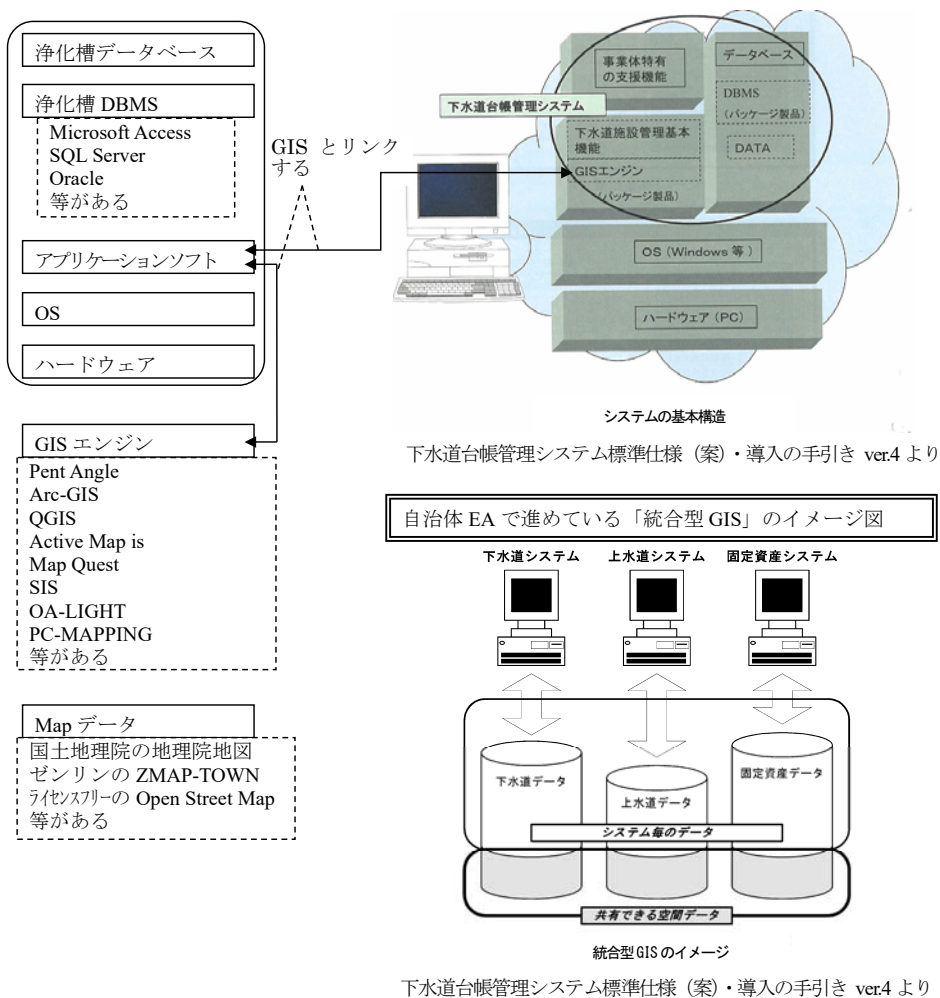 浄化槽データベース
浄化槽 DBMS
Microsoft Access
SQL Server
Oracle
等がある
アプリケーションソフト
OS
ハードウェア
GIS とリンク
する
GIS エンジン
Pent Angle
Arc-GIS
QGIS
Active Map is
Map Quest
SIS
OA-LIGHT
PC-MAPPING
等がある
Map データ
国土地理院の地理院地図
ゼンリンの ZMAP-TOWN
ライセンスフリーの Open Street Map
等がある
事業体特有
の支援機能
データベース
DBMS
(パッケージ製品)
DATA
下水道台帳管理システム
下水道施設管理基本
機能
GISエンジン
(パッケージ製品)
OS (Windows 等 )
ハードウェア (PC)
システムの基本構造
下水道台帳管理システム標準仕様（案）・導入の手引き ver.4 より
自治体 EA で進めている「統合型 GIS」のイメージ図
下水道システム 上水道システム 固定資産システム
下水道データ
上水道データ
固定資産データ
システム毎のデータ
共有できる空間データ
統合型GISのイメージ
下水道台帳管理システム標準仕様（案）・導入の手引き ver.4 より